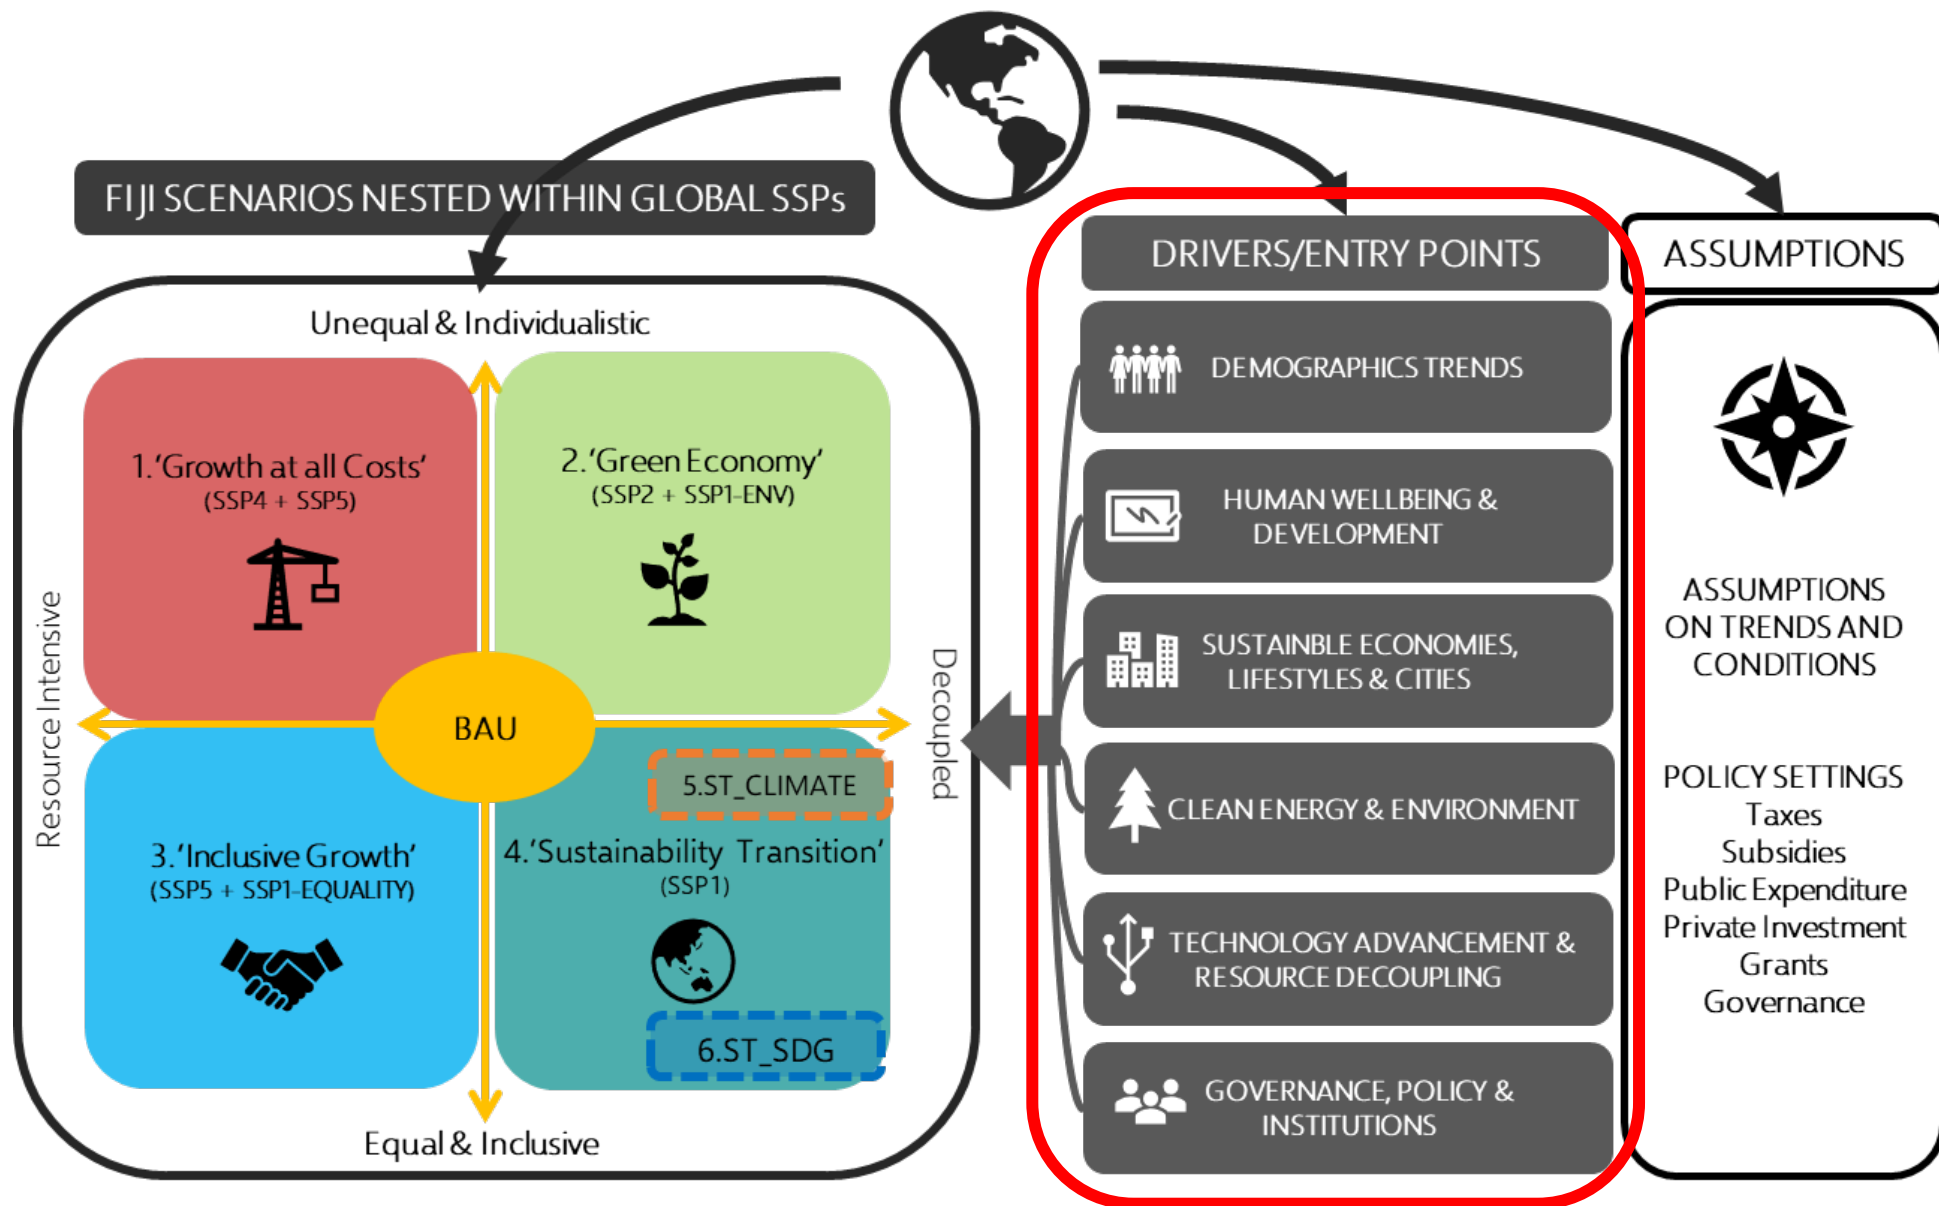 FIJI SCENARIOS NESTED WITHIN GLOBAL SSPs
Unequal & Individualistic
Resource Intensive
Decoupled
1.'Growth at all Costs'
(SSP4 + SSP5)
2.'Green Economy'
(SSP2 + SSP1-ENV)
BAU
3.'Inclusive Growth'
(SSP5 + SSP1-EQUALITY)
5.ST_CLIMATE
4.'Sustainability Transition'
(SSP1)
6.ST_SDG
Equal & Inclusive
DRIVERS/ENTRY POINTS
DEMOGRAPHICS TRENDS
HUMAN WELLBEING &
DEVELOPMENT
SUSTAINBLE ECONOMIES,
LIFESTYLES & CITIES
CLEAN ENERGY & ENVIRONMENT
TECHNOLOGY ADVANCEMENT &
RESOURCE DECOUPLING
GOVERNANCE, POLICY &
INSTITUTIONS
ASSUMPTIONS
ASSUMPTIONS
ON TRENDS AND
CONDITIONS
POLICY SETTINGS
Taxes
Subsidies
Public Expenditure
Private Investment
Grants
Governance